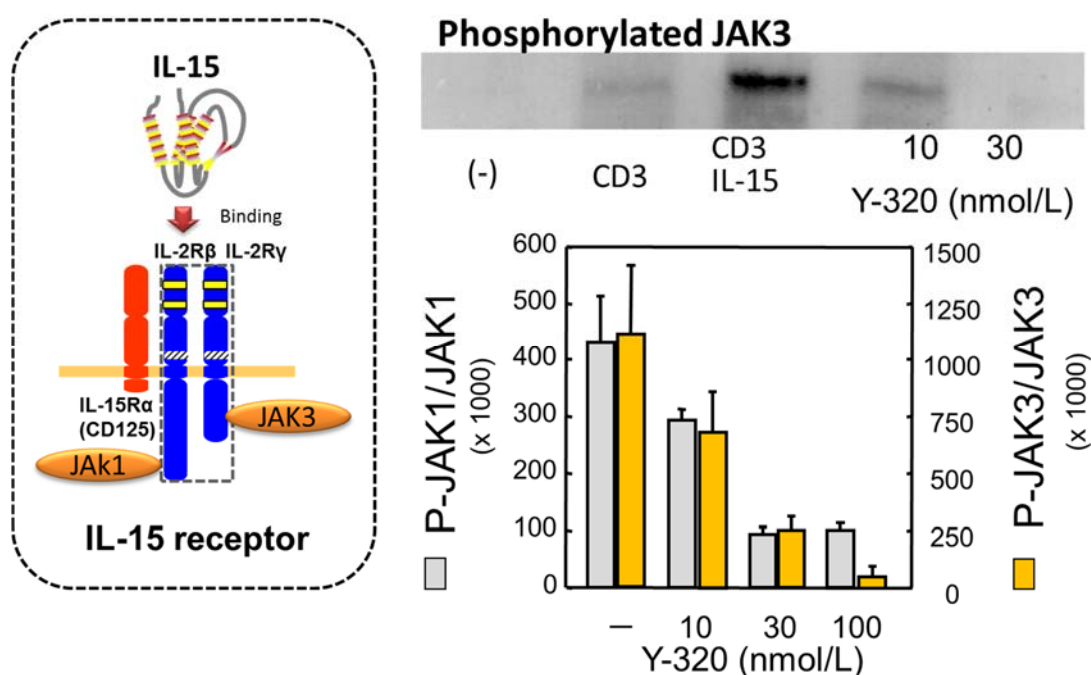 IL-15
Binding
IL-2Rβ IL-2Rγ
IL-15Rα
(CD125)
JAK3
JAk1
IL-15 receptor
Phosphorylated JAK3
(-)
CD3
CD3
IL-15
10 30
Y-320 (nmol/L)
P-JAK1/JAK1
(x 1000)
600
500
400
300
200
100
0
1500
1250
1000
750
500
250
0
P-JAK3/JAK3
(x 1000)
— 10 30 100
Y-320 (nmol/L)